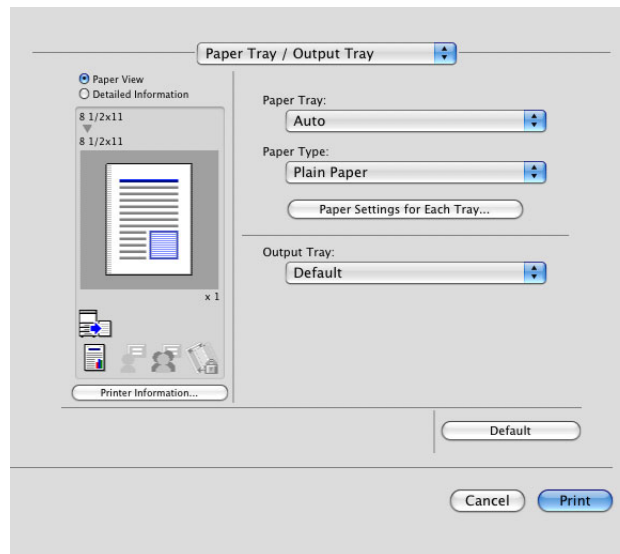 Paper Tray / Output Tray
Paper View
Detailed Information
8 1/2x11
8 1/2x11
x 1
Printer Information...
Paper Tray:
Auto
Paper Type:
Plain Paper
Paper Settings for Each Tray...
Output Tray:
Default
Default
Cancel
Print